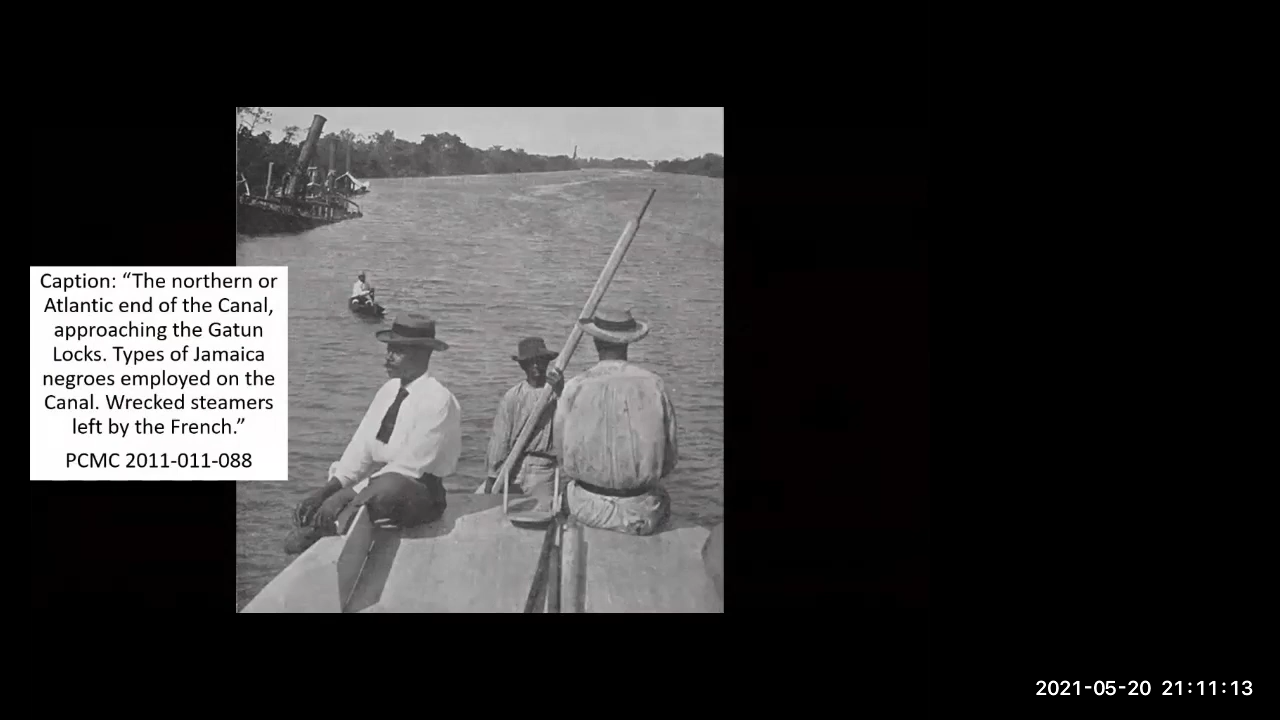 Caption: “The northern or
Atlantic end of the Canal,
approaching the Gatun
Locks. Types of Jamaica
negroes employed on the
Canal. Wrecked steamers
left by the French.”
PCMC 2011-011-088
2021-05-20 21:11:13